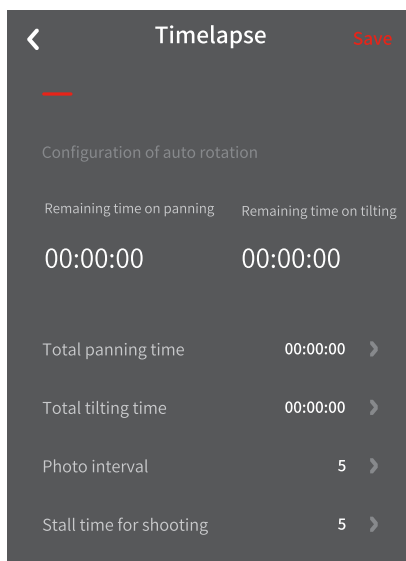 Timelapse Save
Configuration of auto rotation
Remaining time on panning Remaining time on tilting
00:00:00 00:00:00
Total panning time 00:00:00
Total tilting time 00:00:00
Photo interval 5
Stall time for shooting 5